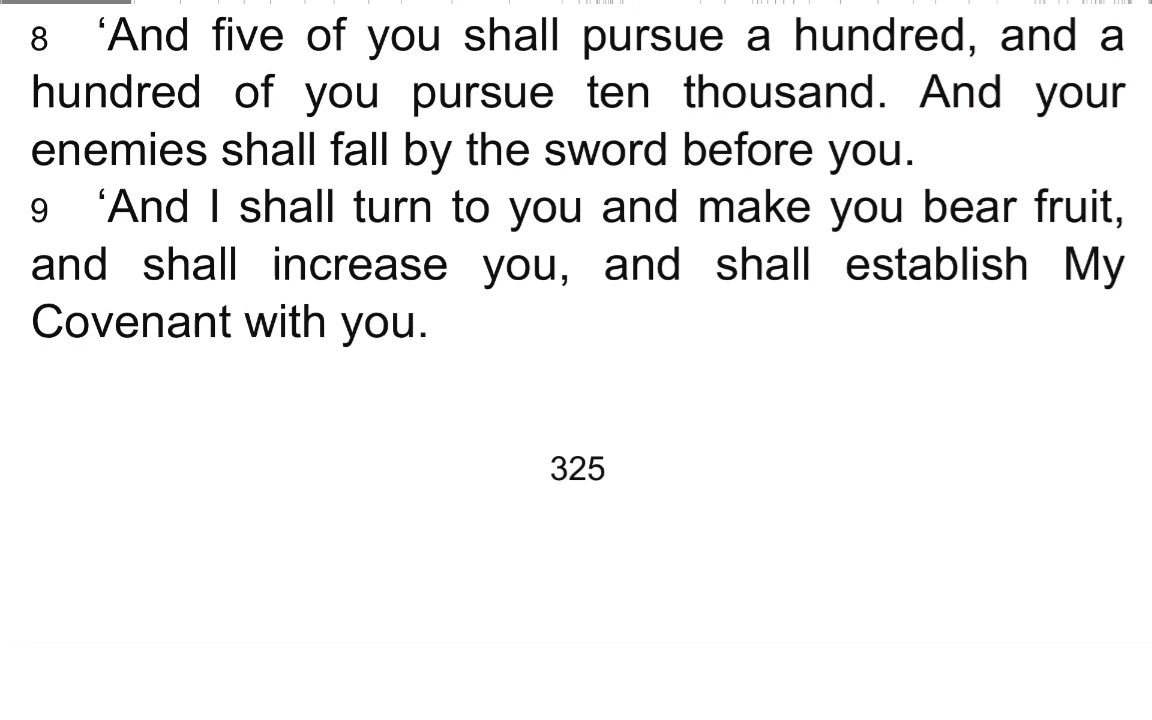 8 ‘And five of you shall pursue a hundred, and a
hundred of you pursue ten thousand. And your
enemies shall fall by the sword before you.
9 ‘And I shall turn to you and make you bear fruit,
and shall increase you, and shall establish My
Covenant with you.
325